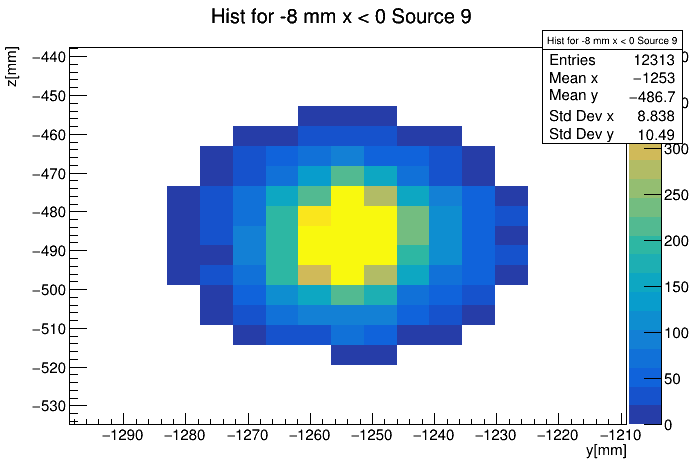 Hist for -8 mm x < 0 Source 9
z[mm]
−440
−450
−460
−470
−480
−490
−500
−510
−520
−530
−1290
−1280
−1270
−1260
−1250
−1240
−1230
−1220
−1210
y[mm]
Hist for -8 mm x < 0 Source 9
Entries 12313
Mean x −1253
Mean y −486.7
Std Dev x 8.838
Std Dev y 10.49
300
250
200
150
100
50
0